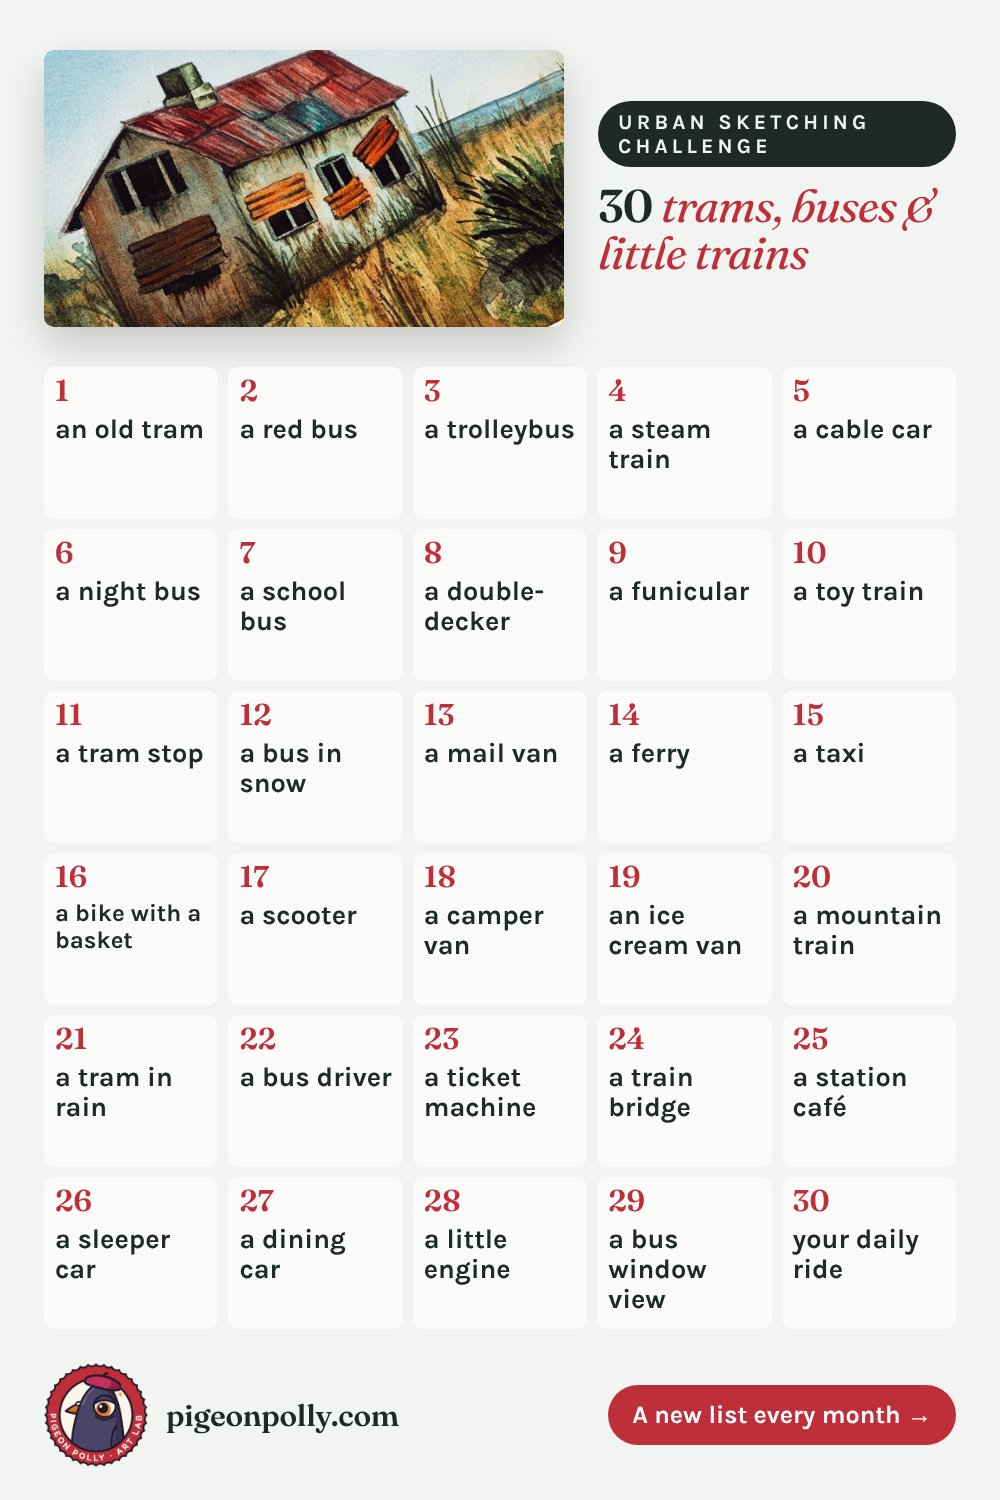 URBAN SKETCHING
CHALLENGE
30 trams, buses &
little trains
1
an old tram
2
a red bus
3
a trolleybus
4
a steam
train
5
a cable car
6
a night bus
7
a school
bus
8
a double-
decker
9
a funicular
10
a toy train
11
a tram stop
12
a bus in
snow
13
a mail van
14
a ferry
15
a taxi
16
a bike with a
basket
17
a scooter
18
a camper
van
19
an ice
cream van
20
a mountain
train
21
a tram in
rain
22
a bus driver
23
a ticket
machine
24
a train
bridge
25
a station
café
26
a sleeper
car
27
a dining
car
28
a little
engine
29
a bus
window
view
30
your daily
ride
PIGEON POLLY · ART LAB
pigeonpolly.com
A new list every month →